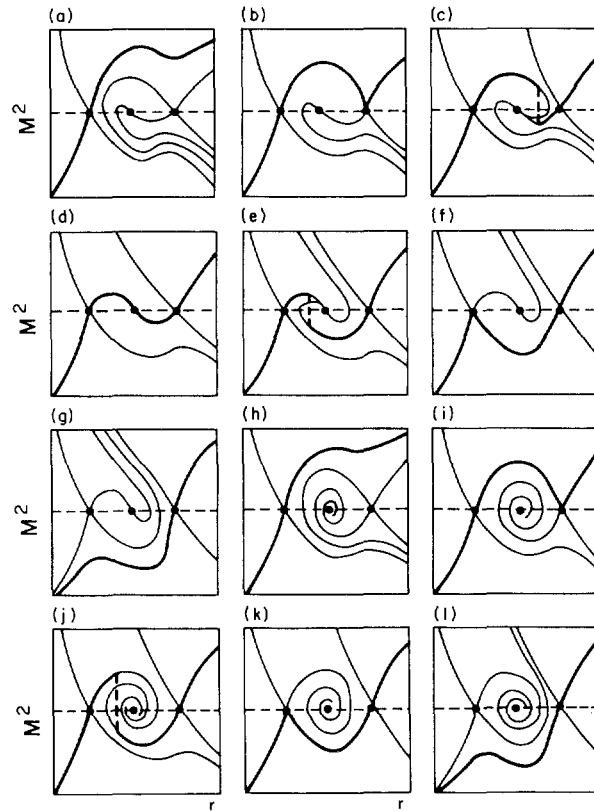 (a) (b) (c)
M²
(d) (e) (f)
M²
(g) (h) (i)
M²
(j) (k) (l)
M²
r